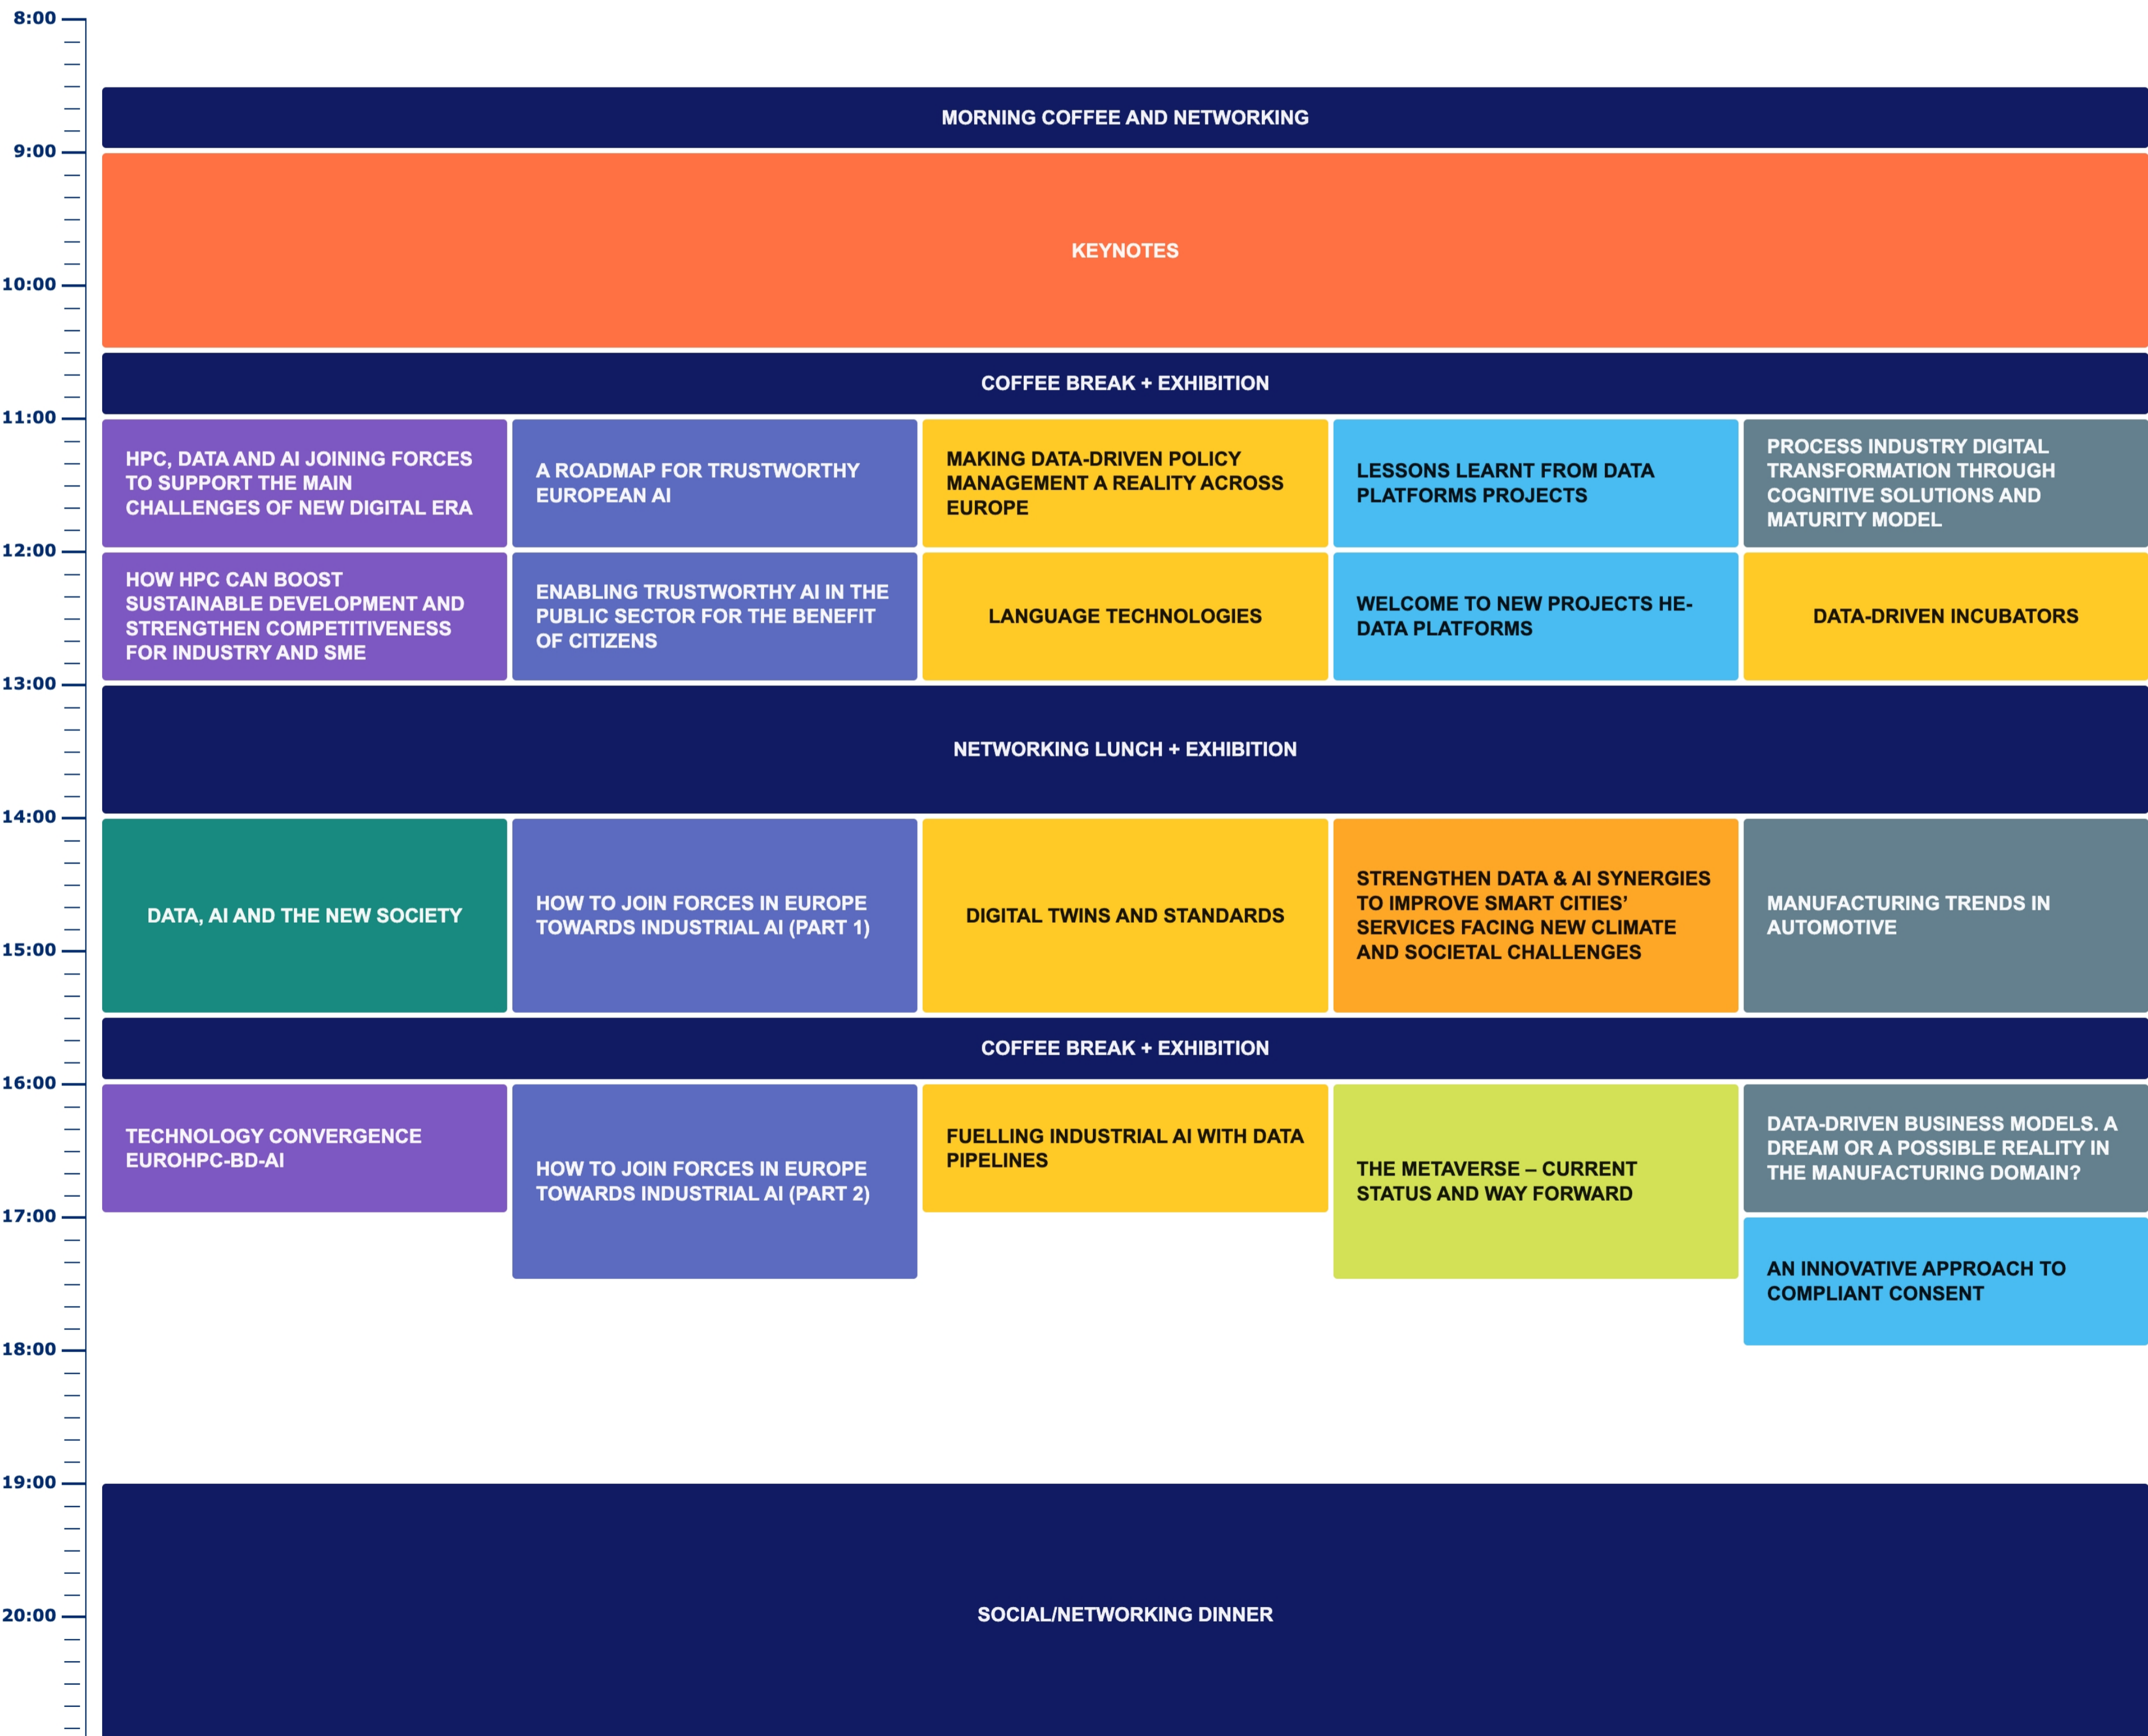 8:00
MORNING COFFEE AND NETWORKING
9:00
KEYNOTES
10:00
COFFEE BREAK + EXHIBITION
11:00
HPC, DATA AND AI JOINING FORCES
TO SUPPORT THE MAIN
CHALLENGES OF NEW DIGITAL ERA
A ROADMAP FOR TRUSTWORTHY
EUROPEAN AI
MAKING DATA-DRIVEN POLICY
MANAGEMENT A REALITY ACROSS
EUROPE
LESSONS LEARNT FROM DATA
PLATFORMS PROJECTS
PROCESS INDUSTRY DIGITAL
TRANSFORMATION THROUGH
COGNITIVE SOLUTIONS AND
MATURITY MODEL
12:00
HOW HPC CAN BOOST
SUSTAINABLE DEVELOPMENT AND
STRENGTHEN COMPETITIVENESS
FOR INDUSTRY AND SME
ENABLING TRUSTWORTHY AI IN THE
PUBLIC SECTOR FOR THE BENEFIT
OF CITIZENS
LANGUAGE TECHNOLOGIES
WELCOME TO NEW PROJECTS HE-
DATA PLATFORMS
DATA-DRIVEN INCUBATORS
13:00
NETWORKING LUNCH + EXHIBITION
14:00
DATA, AI AND THE NEW SOCIETY
HOW TO JOIN FORCES IN EUROPE
TOWARDS INDUSTRIAL AI (PART 1)
DIGITAL TWINS AND STANDARDS
STRENGTHEN DATA & AI SYNERGIES
TO IMPROVE SMART CITIES’
SERVICES FACING NEW CLIMATE
AND SOCIETAL CHALLENGES
MANUFACTURING TRENDS IN
AUTOMOTIVE
15:00
COFFEE BREAK + EXHIBITION
16:00
TECHNOLOGY CONVERGENCE
EUROHPC-BD-AI
HOW TO JOIN FORCES IN EUROPE
TOWARDS INDUSTRIAL AI (PART 2)
FUELLING INDUSTRIAL AI WITH DATA
PIPELINES
THE METAVERSE – CURRENT
STATUS AND WAY FORWARD
DATA-DRIVEN BUSINESS MODELS. A
DREAM OR A POSSIBLE REALITY IN
THE MANUFACTURING DOMAIN?
17:00
AN INNOVATIVE APPROACH TO
COMPLIANT CONSENT
18:00
19:00
SOCIAL/NETWORKING DINNER
20:00